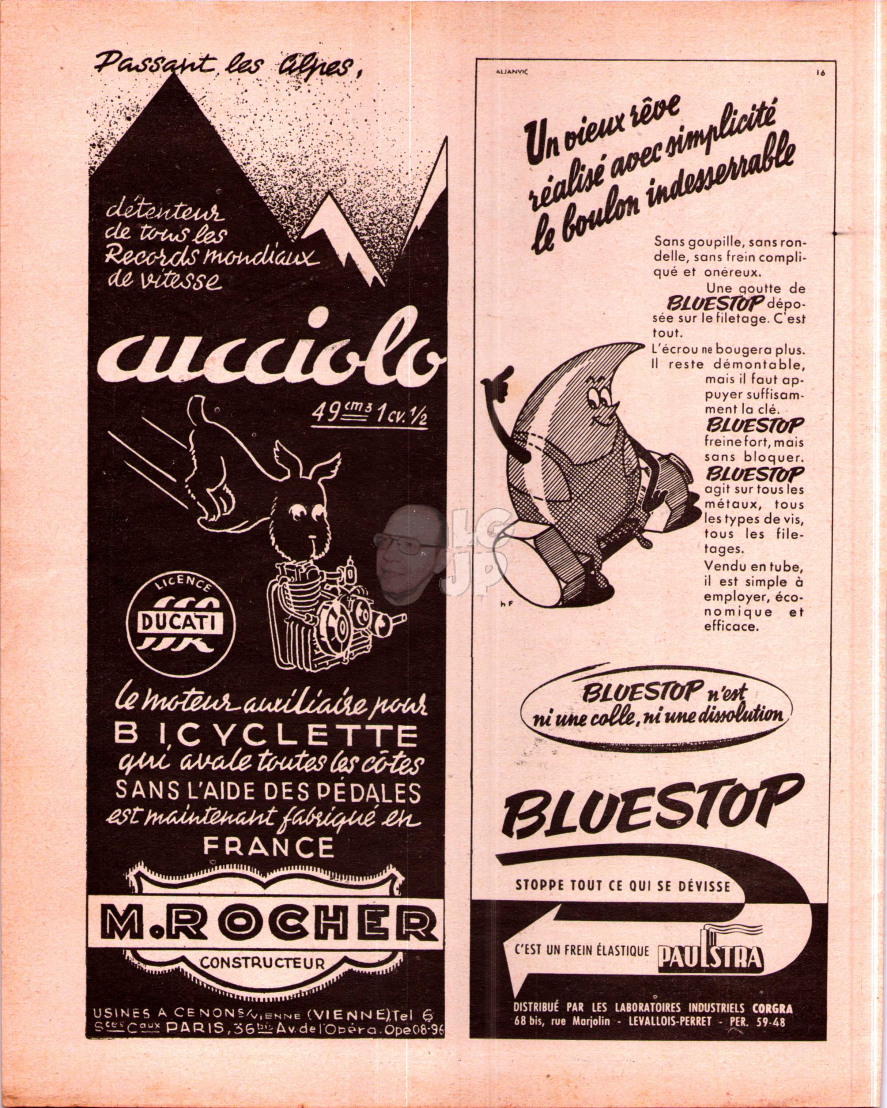 Passant les Alpes,
détenteur
de tous les
Records mondiaux
de vitesse
cucciolo
49 cm3 1 cv. 1/2
LICENCE
DUCATI
le moteur auxiliaire pour
BICYCLETTE
qui avale toutes les côtes
SANS L'AIDE DES PÉDALES
est maintenant fabriqué en
FRANCE
M.ROCHER
CONSTRUCTEUR
USINES A CENON S/VIENNE (VIENNE) Tel 6
Sces Caux PARIS, 36bis Av. de l'Opéra. Ope 08-96
LG
JP
ALJANVIC 16
Un vieux rêve
réalisé avec simplicité
le boulon indesserrable
Sans goupille, sans ron-
delle, sans frein compli-
qué et onéreux.
Une goutte de
BLUESTOP dépo-
sée sur le filetage. C'est
tout.
L'écrou ne bougera plus.
Il reste démontable,
mais il faut ap-
puyer suffisam-
ment la clé.
BLUESTOP
freine fort, mais
sans bloquer.
BLUESTOP
agit sur tous les
métaux, tous
les types de vis,
tous les file-
tages.
Vendu en tube,
il est simple à
employer, éco-
nomique et
efficace.
hF
BLUESTOP n'est
ni une colle, ni une dissolution
BLUESTOP
STOPPE TOUT CE QUI SE DÉVISSE
C'EST UN FREIN ÉLASTIQUE PAULSTRA
DISTRIBUÉ PAR LES LABORATOIRES INDUSTRIELS CORGRA
68 bis, rue Marjolin - LEVALLOIS-PERRET - PER. 59-48